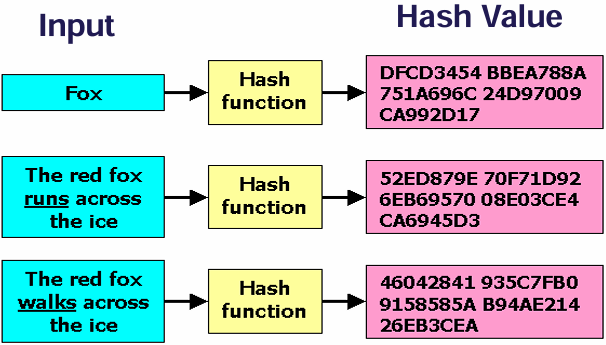 Input
Hash Value
Fox
Hash
function
DFCD3454 BBEA788A
751A696C 24D97009
CA992D17
The red fox
runs across
the ice
Hash
function
52ED879E 70F71D92
6EB69570 08E03CE4
CA6945D3
The red fox
walks across
the ice
Hash
function
46042841 935C7FB0
9158585A B94AE214
26EB3CEA